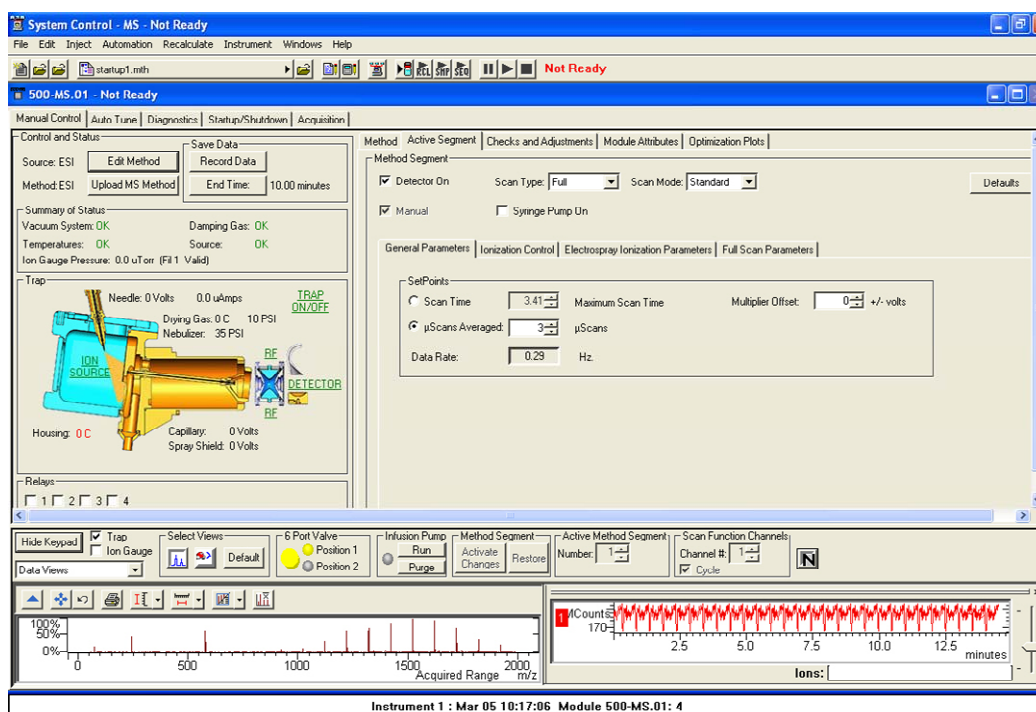 System Control - MS - Not Ready
File Edit Inject Automation Recalculate Instrument Windows Help
startup1.mth REL SMP SEQ Not Ready
500-MS.01 - Not Ready
Manual Control Auto Tune Diagnostics Startup/Shutdown Acquisition
Control and Status
Save Data
Source: ESI Edit Method Record Data
Method:ESI Upload MS Method End Time: 10.00 minutes
Summary of Status
Vacuum System: OK Damping Gas: OK
Temperatures: OK Source: OK
Ion Gauge Pressure: 0.0 uTorr (Fil 1 Valid)
Trap
Needle: 0 Volts 0.0 uAmps TRAP
ON/OFF
Drying Gas: 0 C 10 PSI
Nebulizer: 35 PSI
ION
SOURCE
RF
DETECTOR
RF
Housing: 0 C
Capillary: 0 Volts
Spray Shield: 0 Volts
Relays
1 2 3 4
Method Active Segment Checks and Adjustments Module Attributes Optimization Plots
Method Segment
Detector On Scan Type: Full Scan Mode: Standard Defaults
Manual Syringe Pump On
General Parameters Ionization Control Electrospray Ionization Parameters Full Scan Parameters
SetPoints
Scan Time 3.41 Maximum Scan Time Multiplier Offset: 0 +/- volts
µScans Averaged: 3 µScans
Data Rate: 0.29 Hz.
Hide Keypad Trap
Ion Gauge
Data Views
Select Views
Default
6 Port Valve
Position 1
Position 2
Infusion Pump
Run
Purge
Method Segment
Activate
Changes
Restore
Active Method Segment
Number: 1
Scan Function Channels
Channel #: 1
Cycle
N
100%
50%
0%
0 500 1000 1500 2000
Acquired Range m/z
1 MCounts
170
2.5 5.0 7.5 10.0 12.5
minutes
Ions:
Instrument 1 : Mar 05 10:17:06 Module 500-MS.01: 4